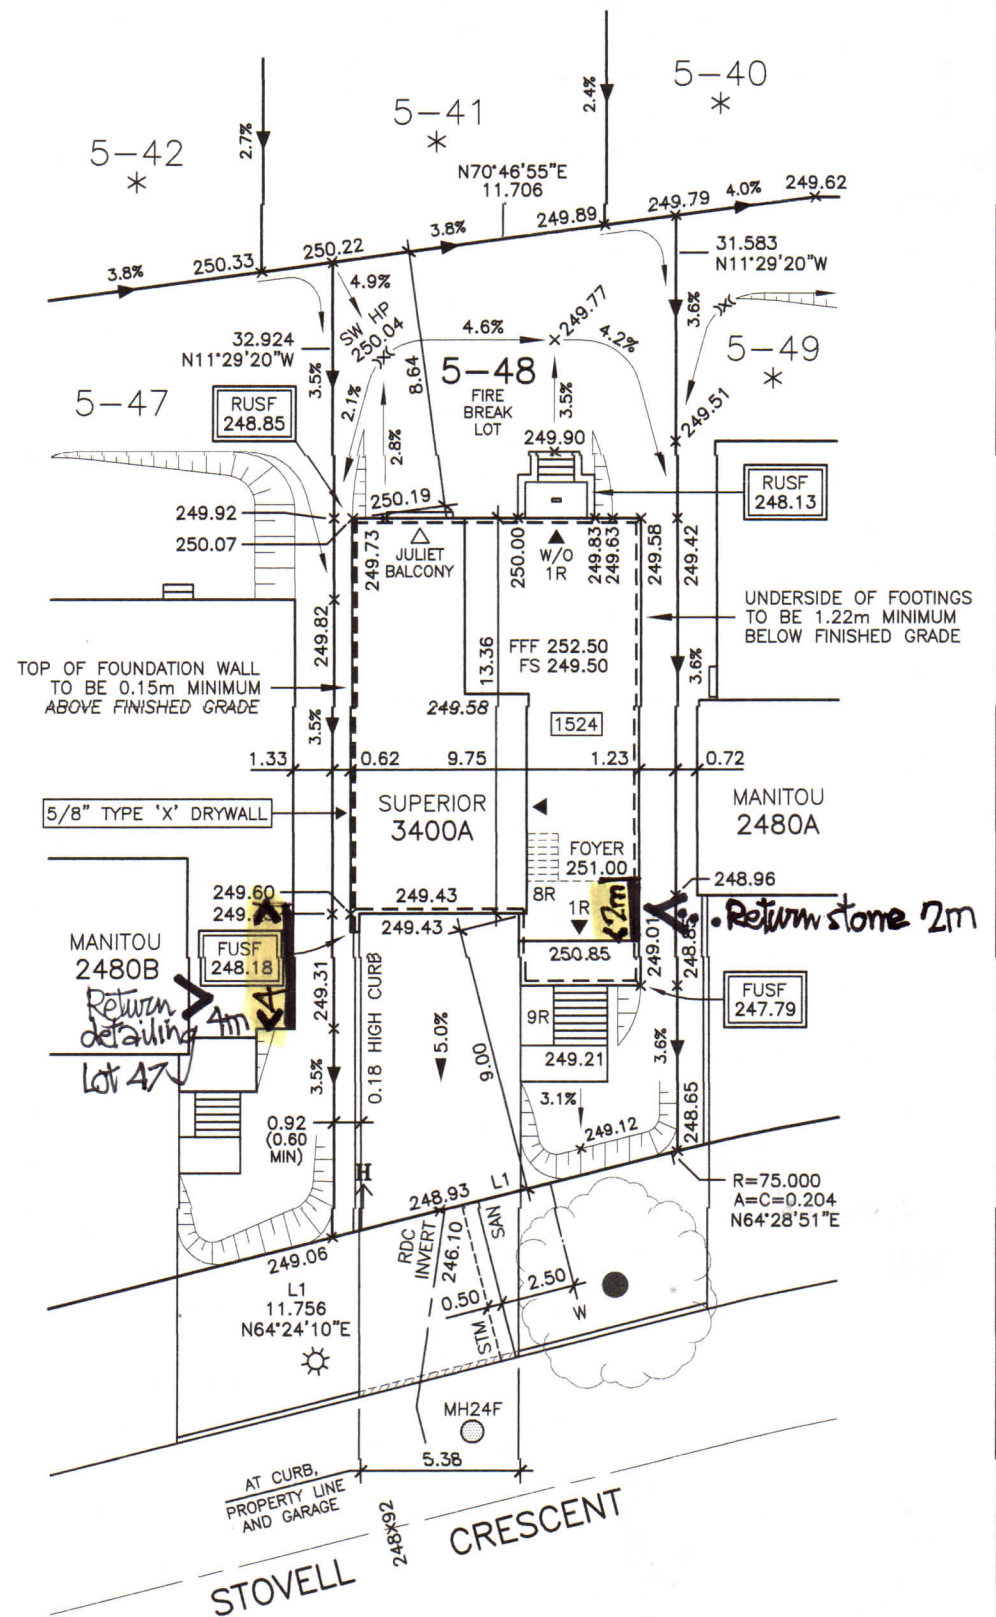 5-40
*
5-41
*
5-42
*
2.4%
2.7%
N70°46'55"E
11.706
249.62
4.0%
249.79
249.89
3.8%
250.22
250.33
3.8%
31.583
N11°29'20"W
4.9%
SW HP
250.04
249.77
4.6%
4.2%
3.6%
32.924
N11°29'20"W
3.5%
2.1%
8.64
5-48
FIRE
BREAK
LOT
3.5%
5-49
*
5-47
RUSF
248.85
2.8%
249.51
249.90
RUSF
248.13
250.19
249.92
250.07
249.73
JULIET
BALCONY
250.00
W/O
1R
249.83
249.63
249.58
249.42
UNDERSIDE OF FOOTINGS
TO BE 1.22m MINIMUM
BELOW FINISHED GRADE
249.82
13.36
FFF 252.50
FS 249.50
3.6%
TOP OF FOUNDATION WALL
TO BE 0.15m MINIMUM
ABOVE FINISHED GRADE
3.5%
249.58
1524
1.33
0.62
9.75
1.23
0.72
5/8" TYPE 'X' DRYWALL
SUPERIOR
3400A
MANITOU
2480A
FOYER
251.00
249.60
249.43
8R
1R
2m
248.96
Return stone 2m
249.43
MANITOU
2480B
FUSF
248.18
249.31
0.18 HIGH CURB
250.85
249.01
FUSF
247.79
Return
detailing 4m
Lot 47
5.0%
9.00
9R
249.21
3.6%
3.5%
3.1%
249.12
248.65
0.92
(0.60
MIN)
H
L1
248.93
R=75.000
A=C=0.204
N64°28'51"E
249.06
RDC
INVERT
246.10
SAN
L1
11.756
N64°24'10"E
0.50
2.50
W
STM
MH24F
5.38
AT CURB,
PROPERTY LINE
AND GARAGE
248x92
STOVELL CRESCENT